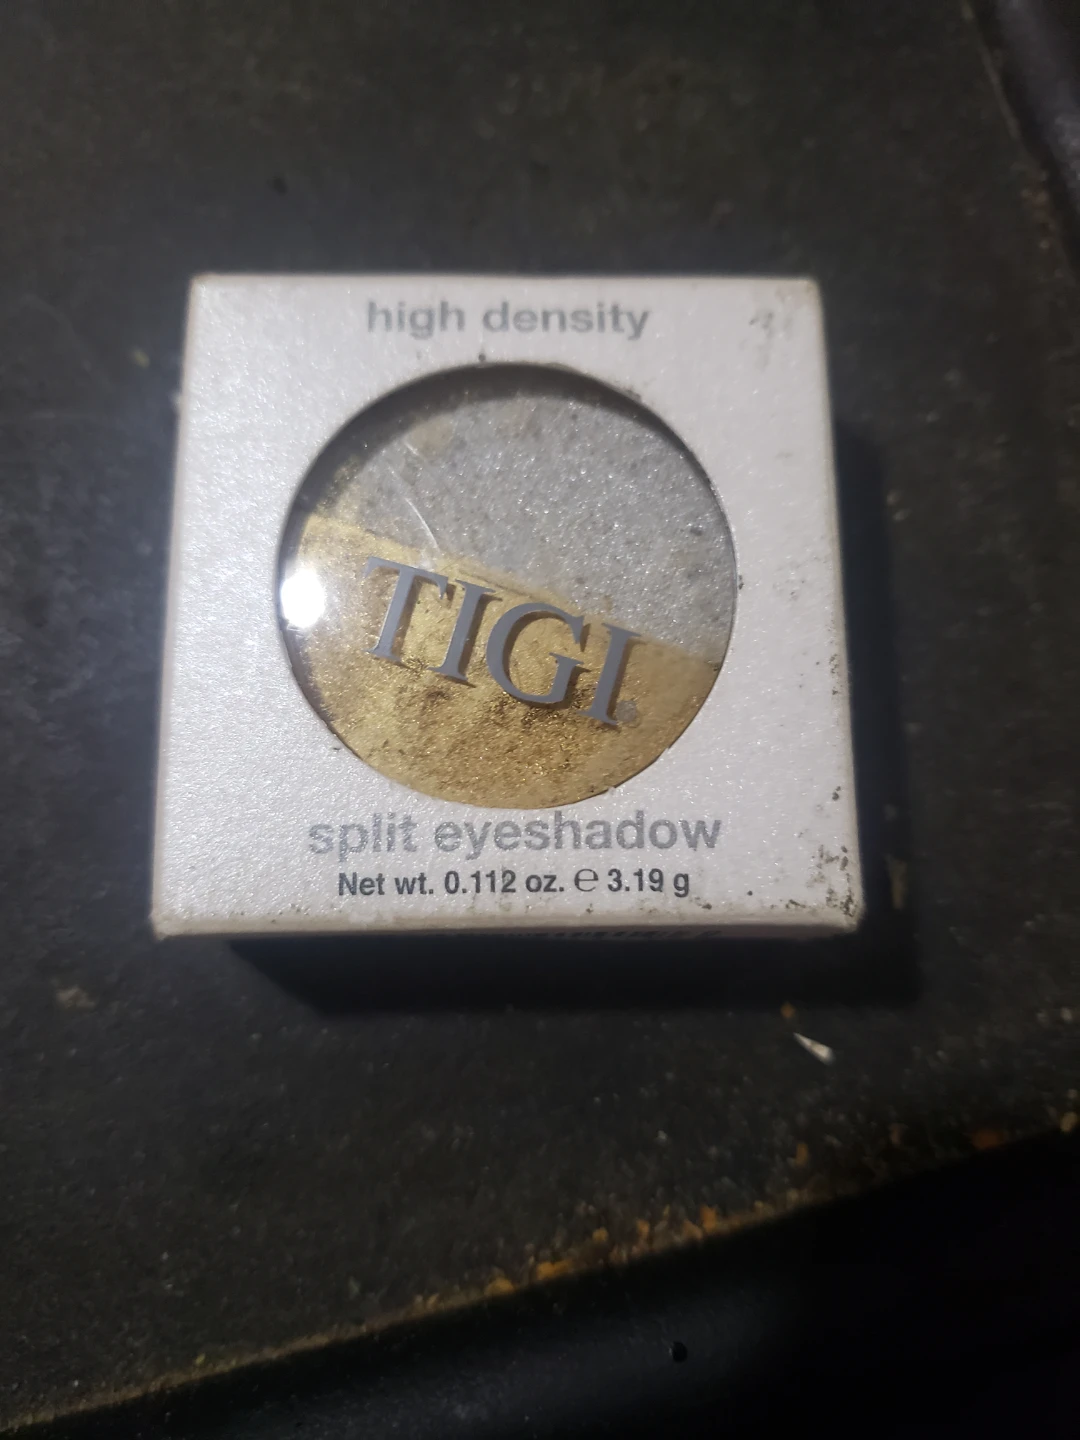 high density
TIGI®
split eyeshadow
Net wt. 0.112 oz. ℮ 3.19 g